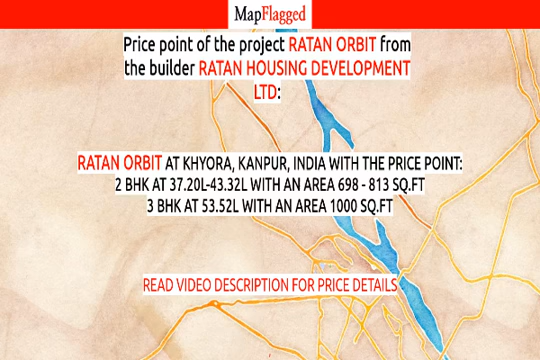 MapFlagged
Price point of the project RATAN ORBIT from
the builder RATAN HOUSING DEVELOPMENT
LTD:
RATAN ORBIT AT KHYORA, KANPUR, INDIA WITH THE PRICE POINT:
2 BHK AT 37.20L-43.32L WITH AN AREA 698 - 813 SQ.FT
3 BHK AT 53.52L WITH AN AREA 1000 SQ.FT
READ VIDEO DESCRIPTION FOR PRICE DETAILS